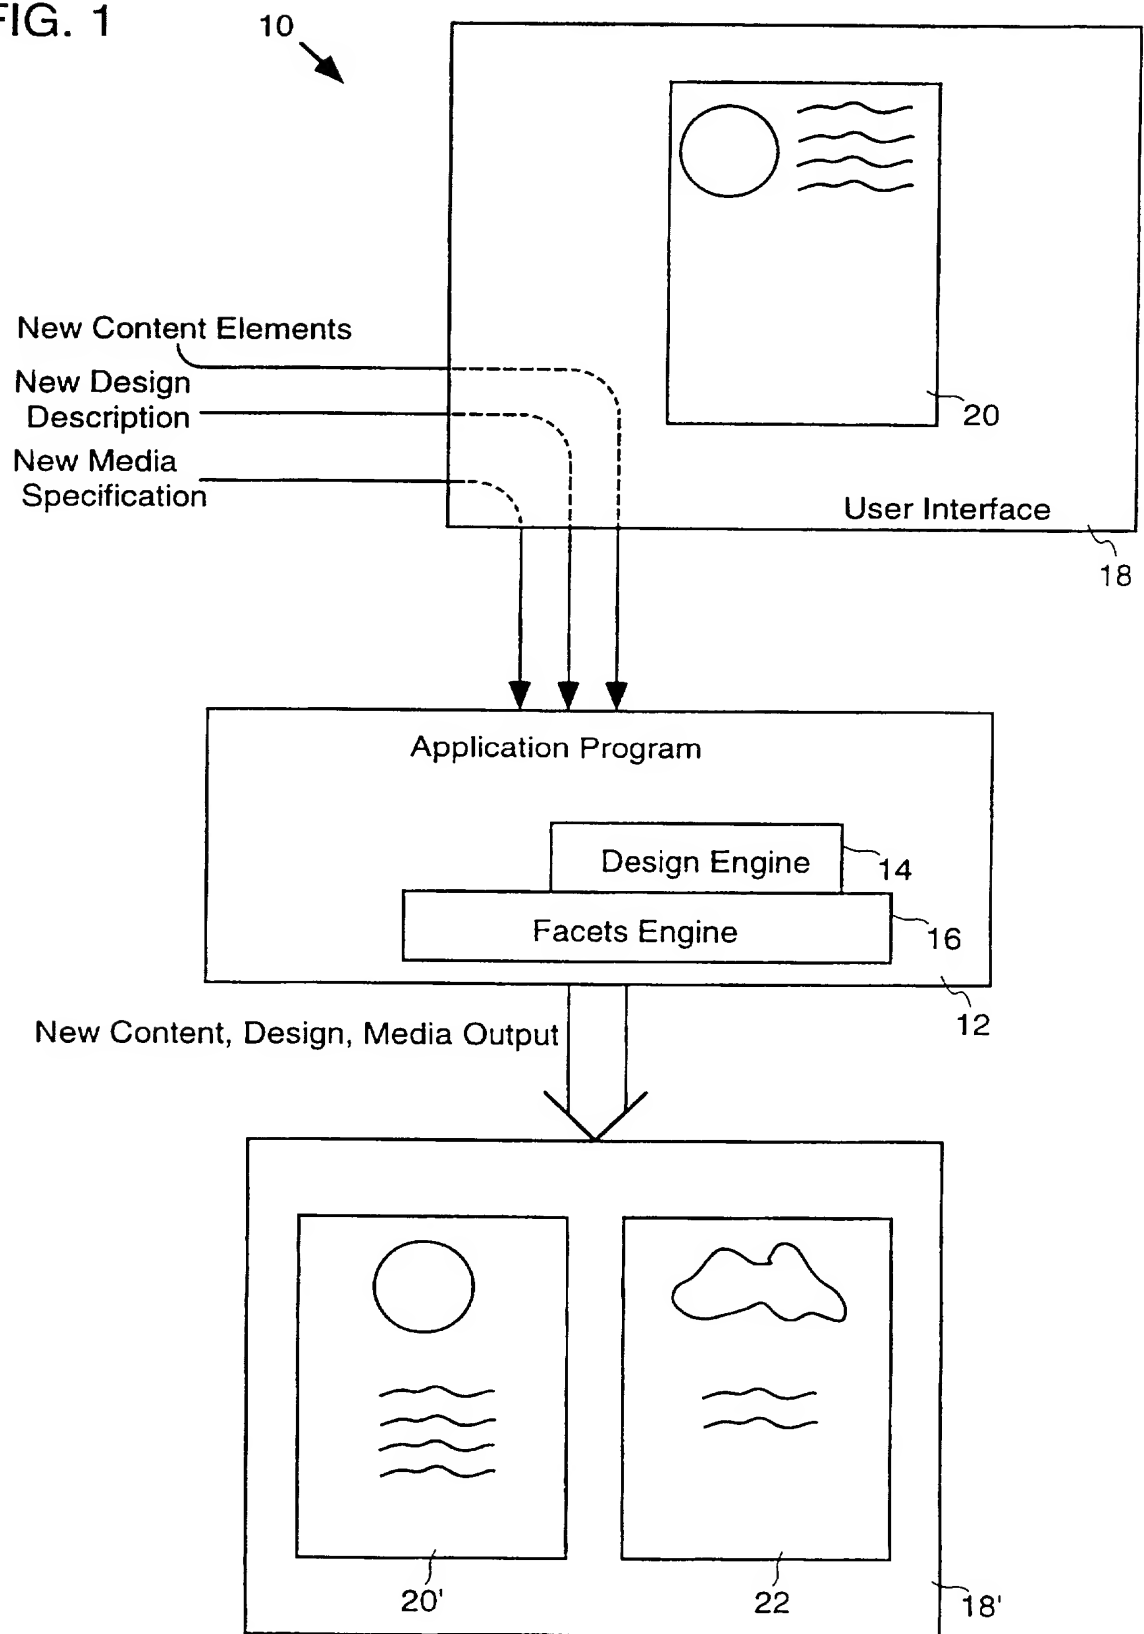 FIG. 1
10
New Content Elements
New Design
Description
New Media
Specification
20
User Interface
18
Application Program
Design Engine
14
Facets Engine
16
12
New Content, Design, Media Output
20'
22
18'